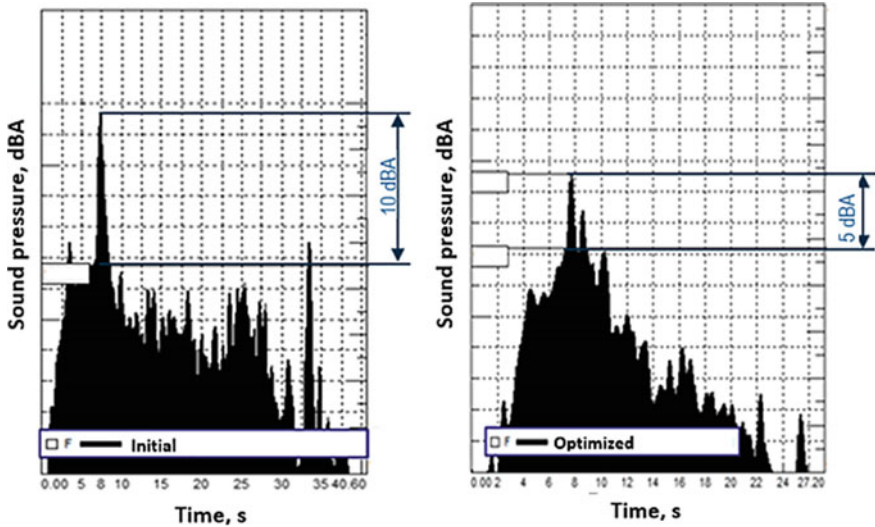 Sound pressure, dBA
10 dBA
F Initial
0.00 5 8 10 15 20 25 30 35 40.60
Time, s
Sound pressure, dBA
5 dBA
F Optimized
0.00 2 4 6 8 10 12 14 16 18 20 22 24 27.20
Time, s